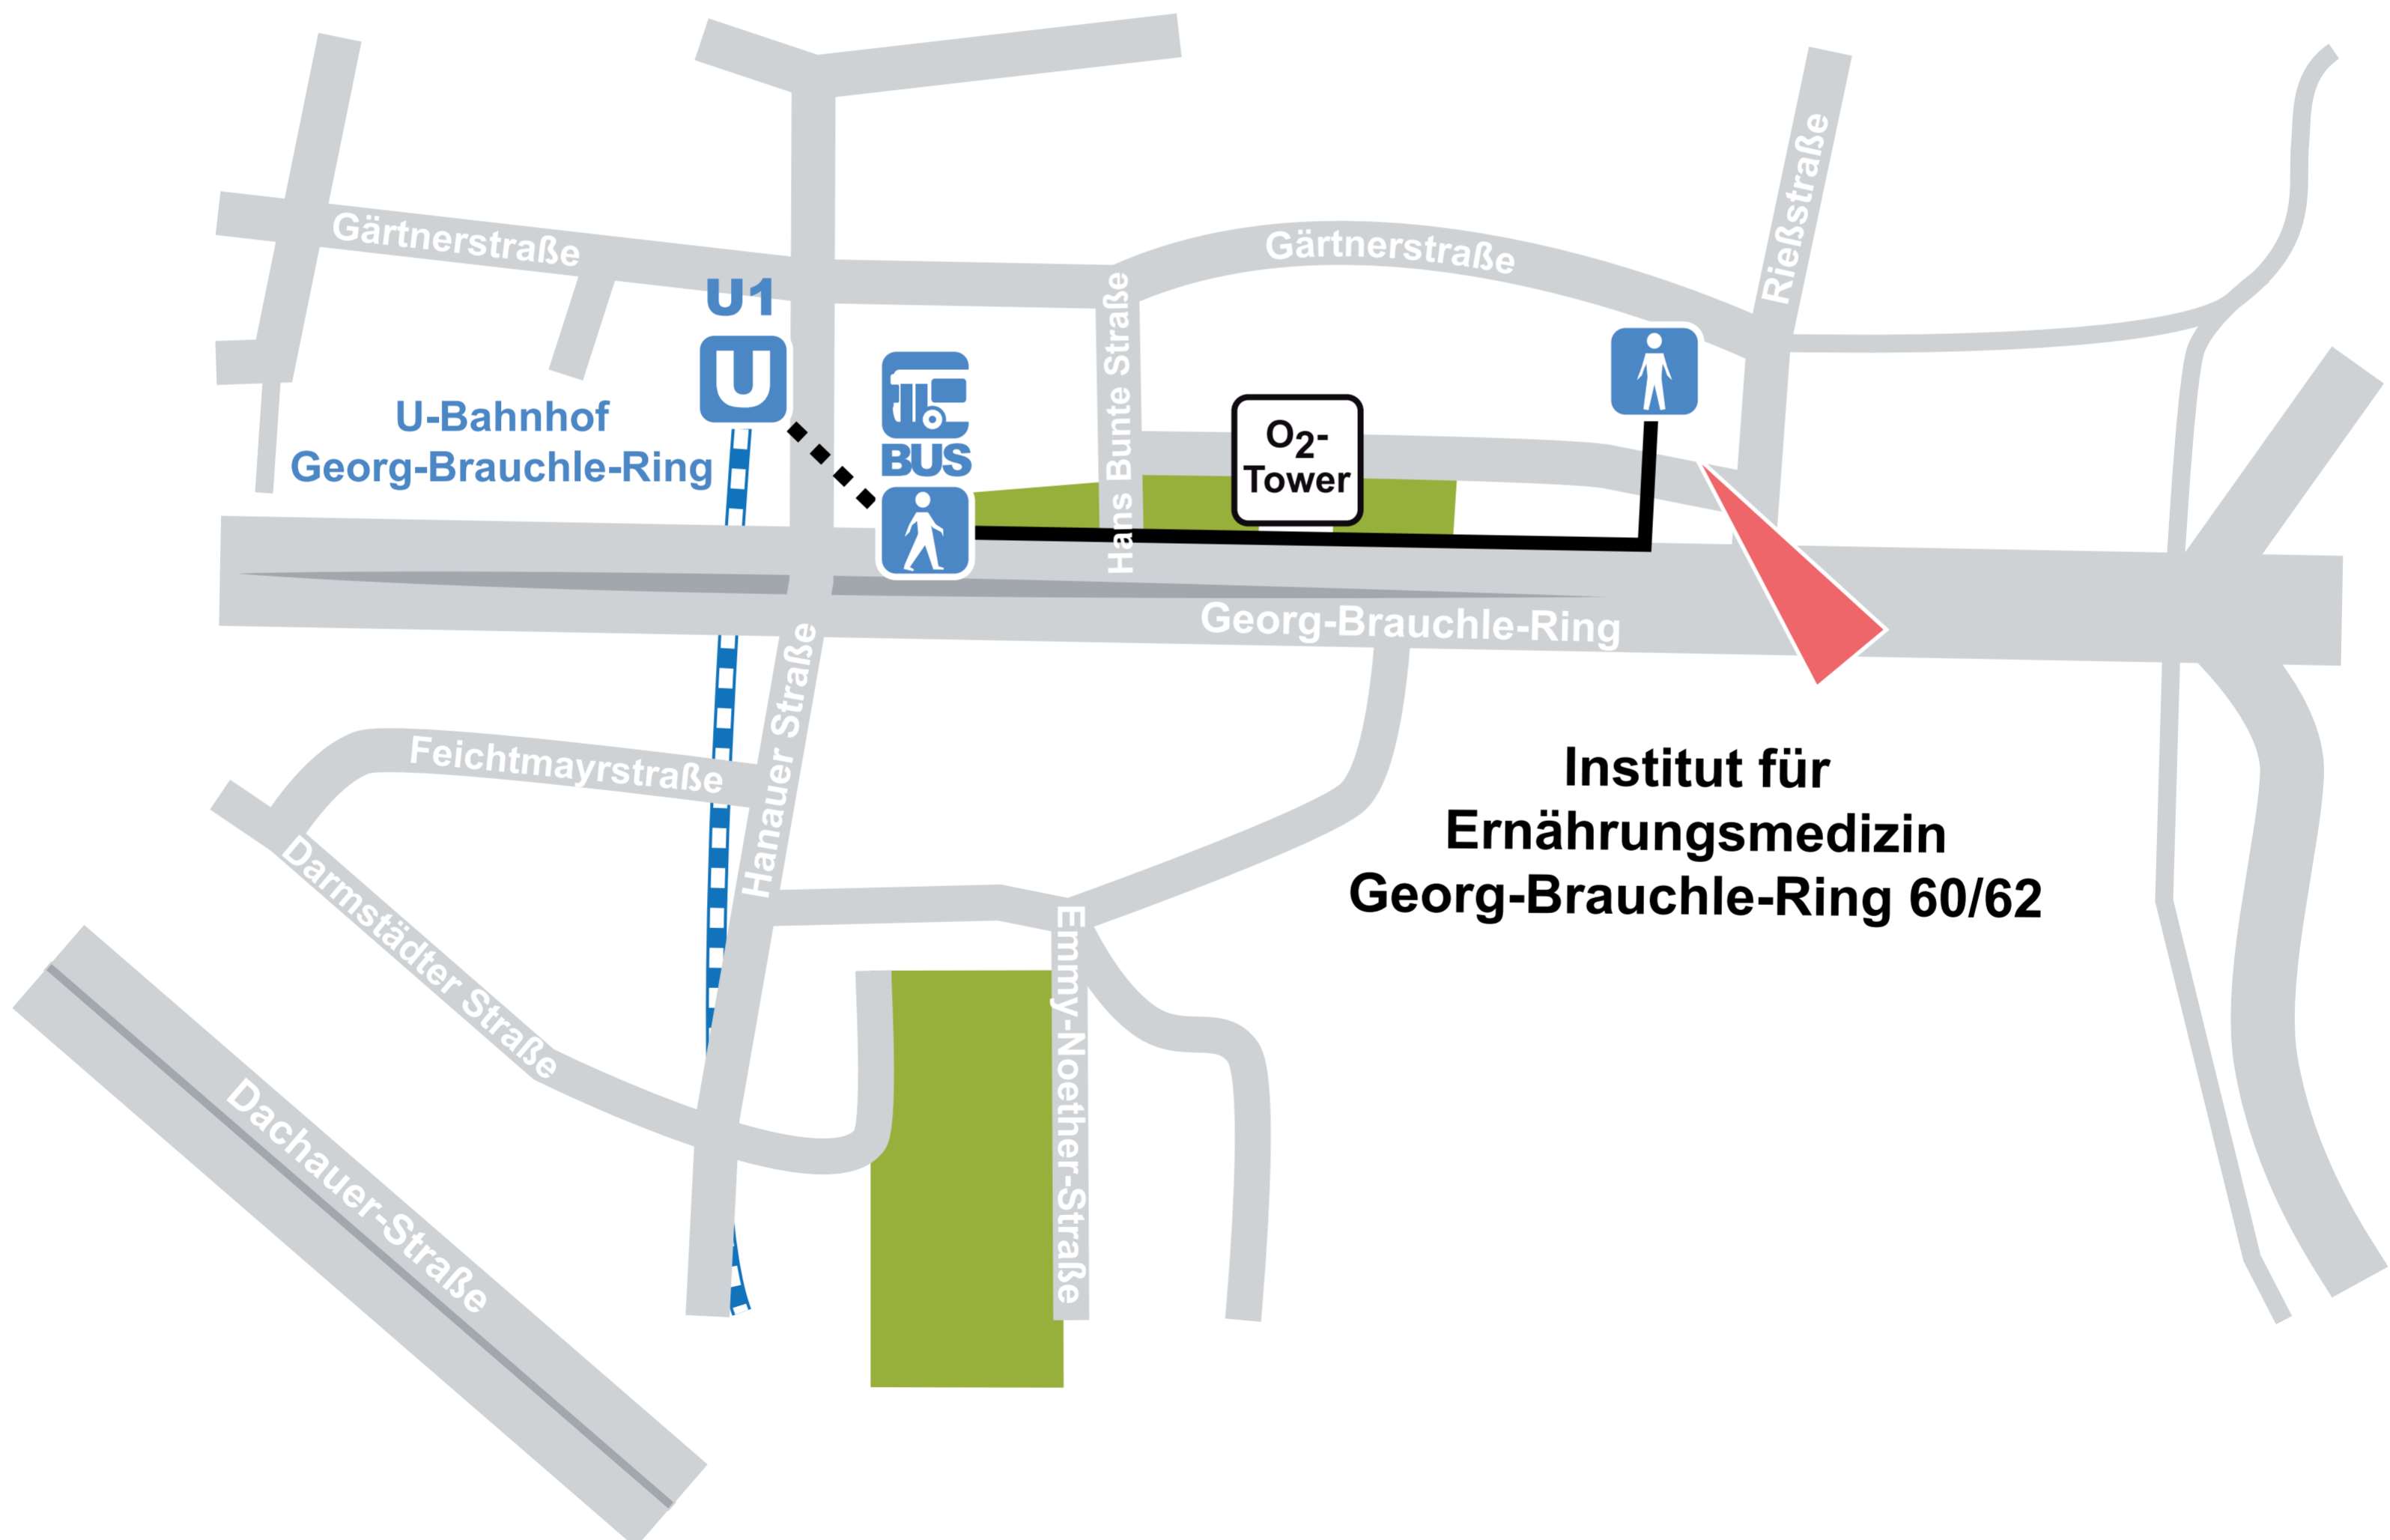 Gärtnerstraße
Gärtnerstraße
Rießstraße
U1
U
U-Bahnhof
Georg-Brauchle-Ring
BUS
Hans Bunte Straße
O2-
Tower
Georg-Brauchle-Ring
Hanauer Straße
Feichtmayrstraße
Darmstädter Straße
Dachauer-Straße
Emmy-Noether-Straße
Institut für
Ernährungsmedizin
Georg-Brauchle-Ring 60/62